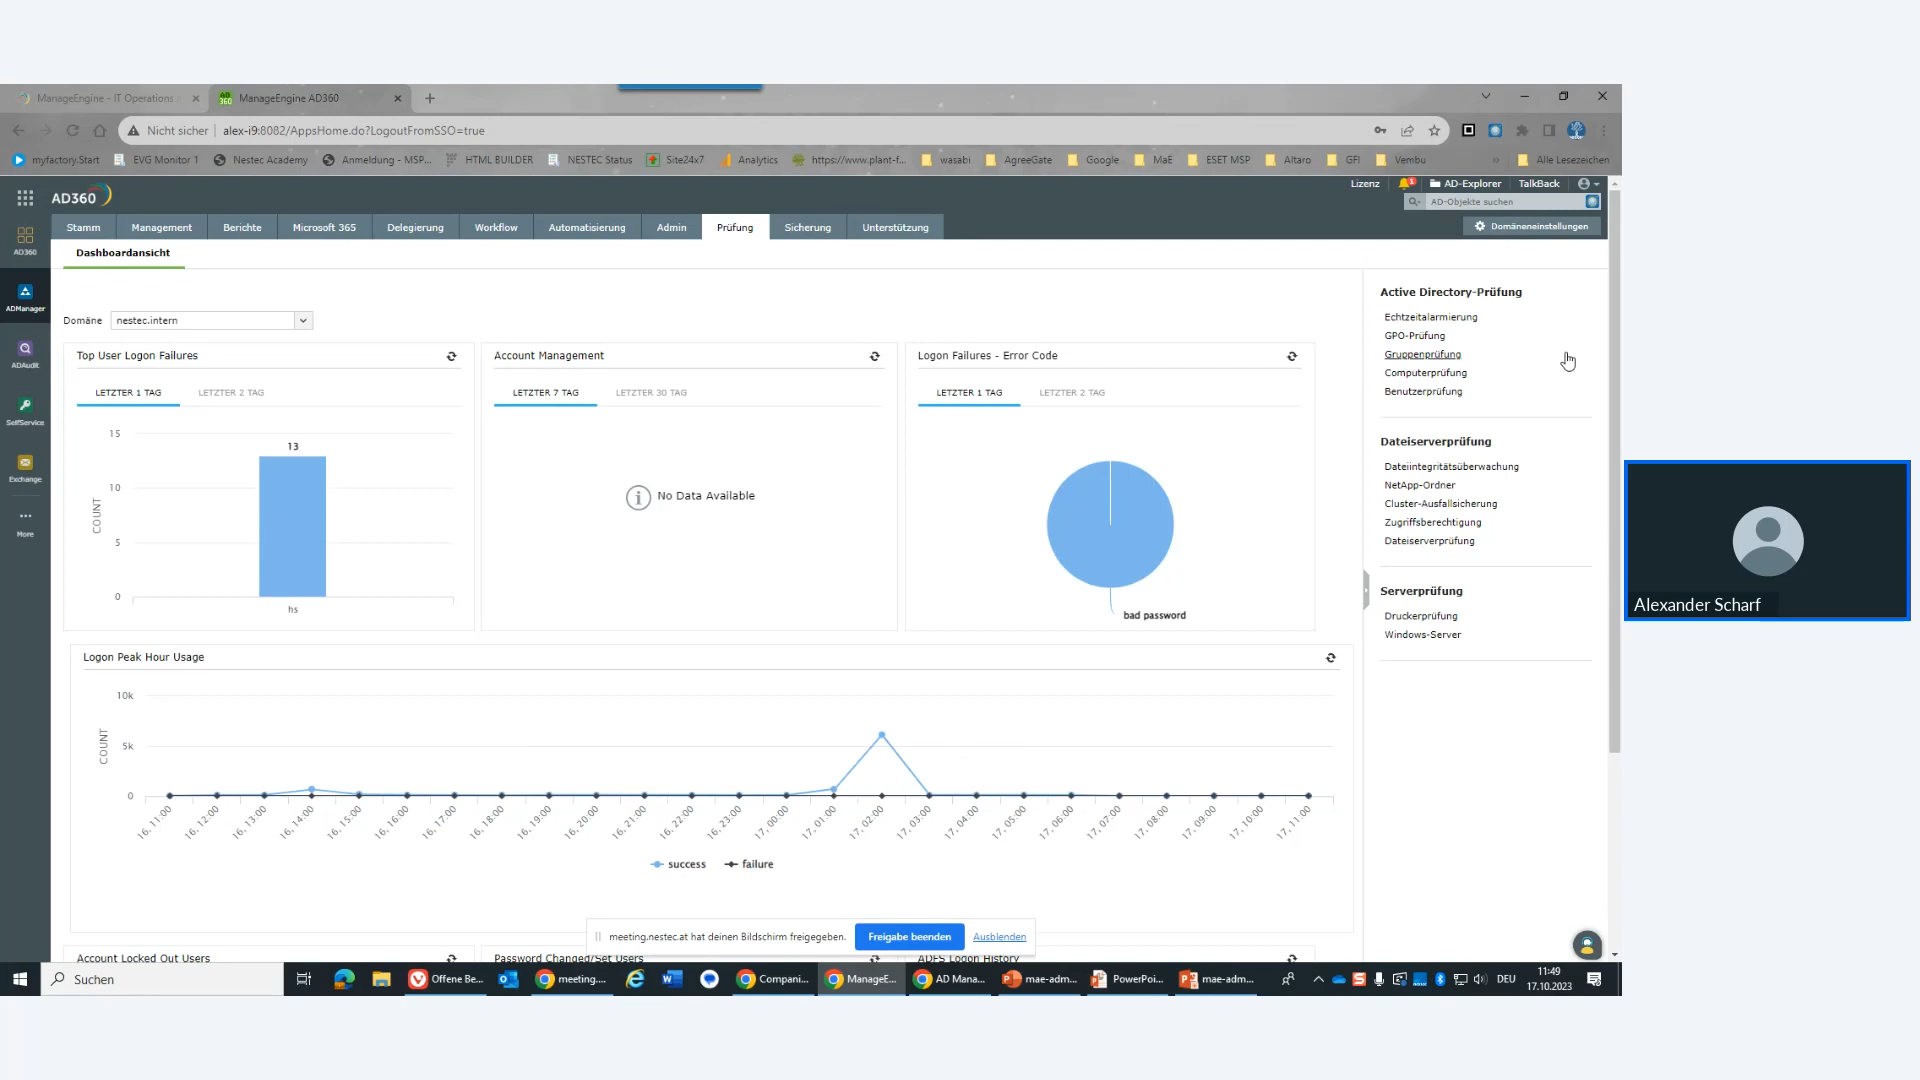 ManageEngine - IT Operations
ManageEngine AD360
Nicht sicher
alex-i9:8082/AppsHome.do?LogoutFromSSO=true
myfactory.Start
EVG Monitor 1
Nestec Academy
Anmeldung - MSP...
HTML BUILDER
NESTEC Status
Site24x7
Analytics
https://www.plant-f...
wasabi
AgreeGate
Google
MaE
ESET MSP
Altaro
GFI
Vembu
»
Alle Lesezeichen
AD360
Lizenz
1
AD-Explorer
TalkBack
AD-Objekte suchen
Stamm
Management
Berichte
Microsoft 365
Delegierung
Workflow
Automatisierung
Admin
Prüfung
Sicherung
Unterstützung
Domäneneinstellungen
AD360
ADManager
ADAudit
SelfService
Exchange
More
Dashboardansicht
Domäne
nestec.intern
Top User Logon Failures
LETZTER 1 TAG
LETZTER 2 TAG
15
10
5
0
COUNT
13
hs
Account Management
LETZTER 7 TAG
LETZTER 30 TAG
No Data Available
Logon Failures - Error Code
LETZTER 1 TAG
LETZTER 2 TAG
bad password
Logon Peak Hour Usage
10k
5k
0
COUNT
16, 11:00
16, 12:00
16, 13:00
16, 14:00
16, 15:00
16, 16:00
16, 17:00
16, 18:00
16, 19:00
16, 20:00
16, 21:00
16, 22:00
16, 23:00
17, 00:00
17, 01:00
17, 02:00
17, 03:00
17, 04:00
17, 05:00
17, 06:00
17, 07:00
17, 08:00
17, 09:00
17, 10:00
17, 11:00
success
failure
Account Locked Out Users
Password Changed/Set Users
ADFS Logon History
Active Directory-Prüfung
Echtzeitalarmierung
GPO-Prüfung
Gruppenprüfung
Computerprüfung
Benutzerprüfung
Dateiserverprüfung
Dateiintegritätsüberwachung
NetApp-Ordner
Cluster-Ausfallsicherung
Zugriffsberechtigung
Dateiserverprüfung
Serverprüfung
Druckerprüfung
Windows-Server
meeting.nestec.at hat deinen Bildschirm freigegeben.
Freigabe beenden
Ausblenden
Suchen
Offene Be...
meeting....
Compani...
ManageE...
AD Mana...
mae-adm...
PowerPoi...
mae-adm...
DEU
11:49
17.10.2023
Alexander Scharf